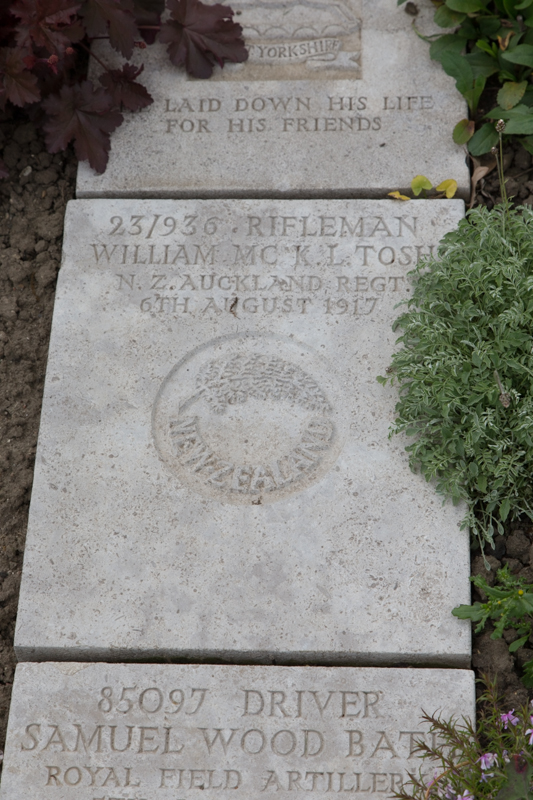 YORKSHIRE
LAID DOWN HIS LIFE
FOR HIS FRIENDS
23/936 . RIFLEMAN
WILLIAM MC K. L. TOSH
N. Z. AUCKLAND REGT.
6TH AUGUST 1917
NEW ZEALAND
85097 DRIVER
SAMUEL WOOD
ROYAL FIELD ARTILLERY